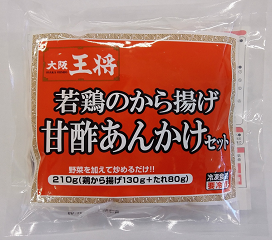 大阪王将
若鶏のから揚げ
甘酢あんかけセット
野菜を加えて炒めるだけ!!
210g(鶏から揚げ130g+たれ80g)
冷凍食品